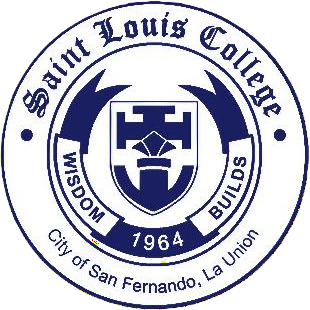 Saint Louis College
WISDOM BUILDS
1964
City of San Fernando, La Union